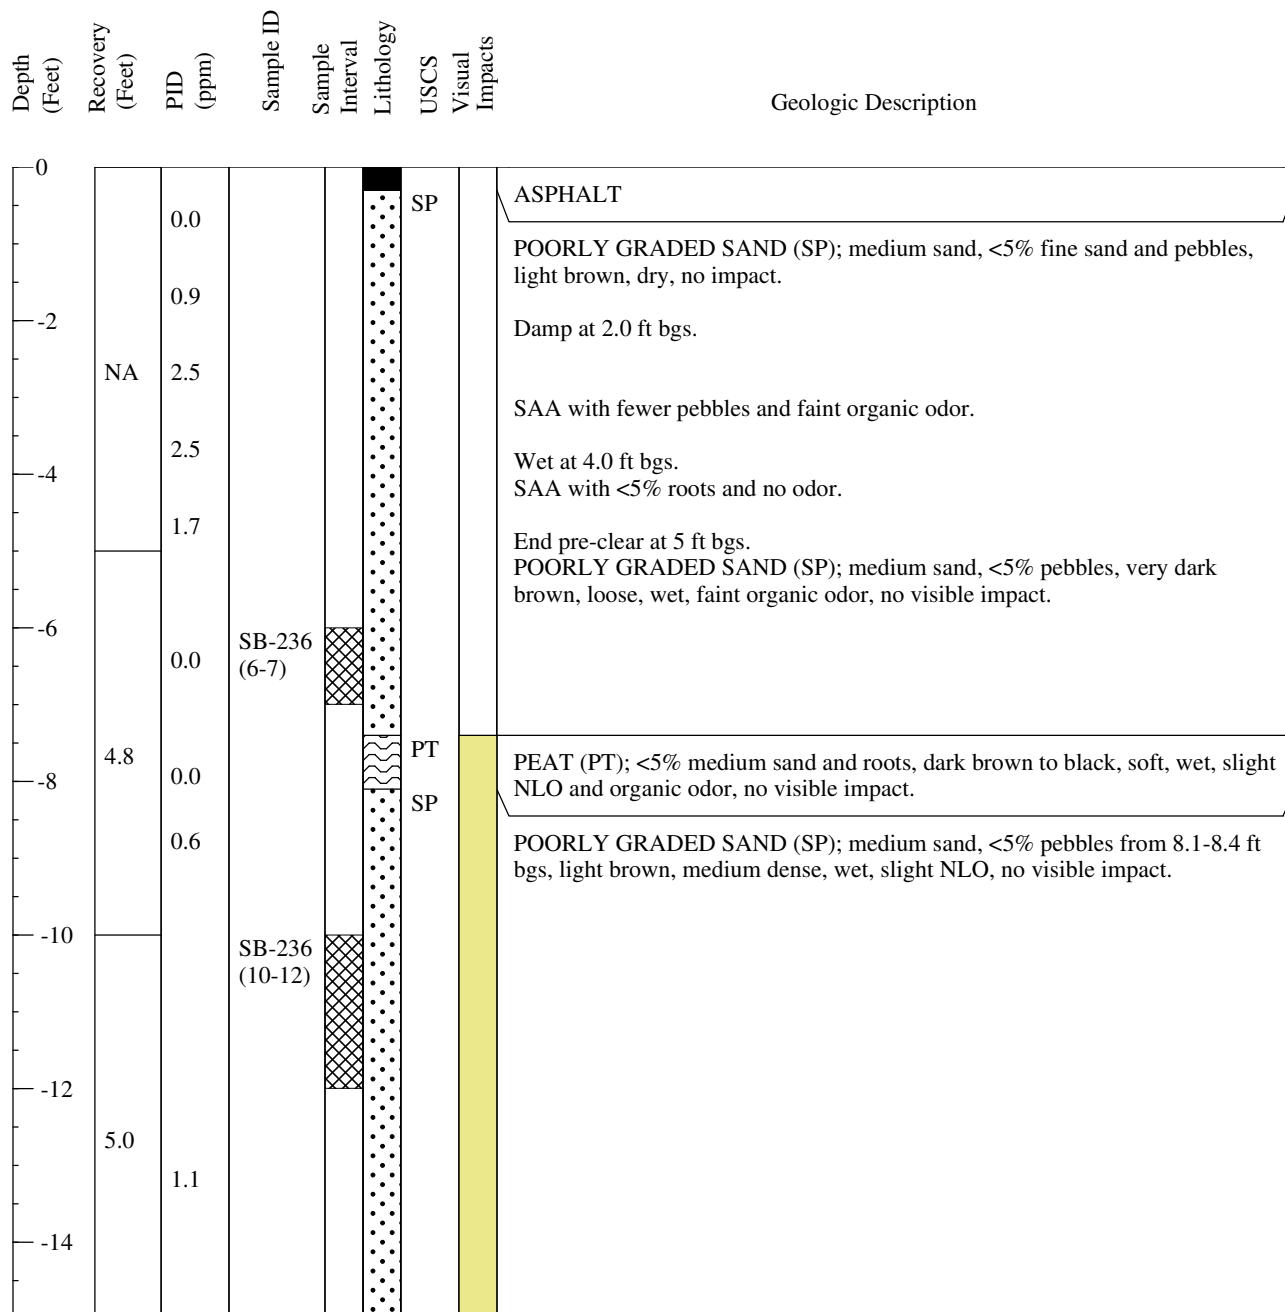 Depth
(Feet)
Recovery
(Feet)
PID
(ppm)
Sample ID
Sample
Interval
Lithology
USCS
Visual
Impacts
Geologic Description
0
SP
ASPHALT
0.0
POORLY GRADED SAND (SP); medium sand, <5% fine sand and pebbles,
light brown, dry, no impact.
0.9
-2
Damp at 2.0 ft bgs.
NA
2.5
SAA with fewer pebbles and faint organic odor.
2.5
Wet at 4.0 ft bgs.
-4
SAA with <5% roots and no odor.
1.7
End pre-clear at 5 ft bgs.
POORLY GRADED SAND (SP); medium sand, <5% pebbles, very dark
brown, loose, wet, faint organic odor, no visible impact.
-6
SB-236
(6-7)
0.0
PT
4.8
PEAT (PT); <5% medium sand and roots, dark brown to black, soft, wet, slight
NLO and organic odor, no visible impact.
0.0
-8
SP
0.6
POORLY GRADED SAND (SP); medium sand, <5% pebbles from 8.1-8.4 ft
bgs, light brown, medium dense, wet, slight NLO, no visible impact.
-10
SB-236
(10-12)
-12
5.0
1.1
-14